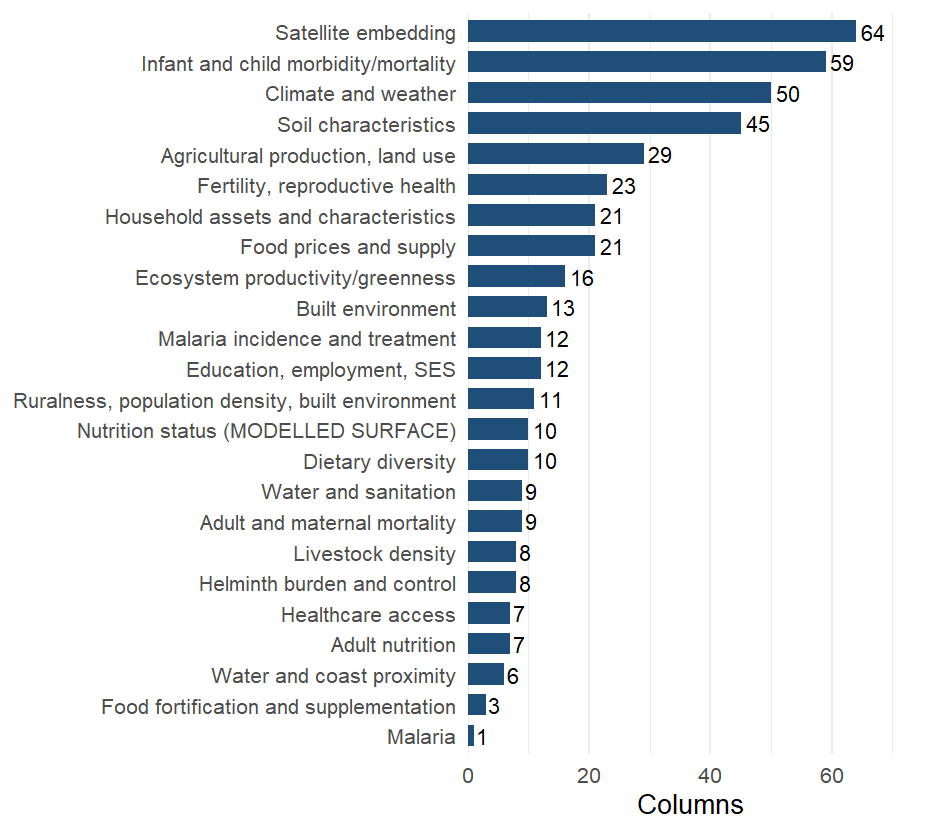 Satellite embedding 64
Infant and child morbidity/mortality 59
Climate and weather 50
Soil characteristics 45
Agricultural production, land use 29
Fertility, reproductive health 23
Household assets and characteristics 21
Food prices and supply 21
Ecosystem productivity/greenness 16
Built environment 13
Malaria incidence and treatment 12
Education, employment, SES 12
Ruralness, population density, built environment 11
Nutrition status (MODELLED SURFACE) 10
Dietary diversity 10
Water and sanitation 9
Adult and maternal mortality 9
Livestock density 8
Helminth burden and control 8
Healthcare access 7
Adult nutrition 7
Water and coast proximity 6
Food fortification and supplementation 3
Malaria 1
0 20 40 60
Columns